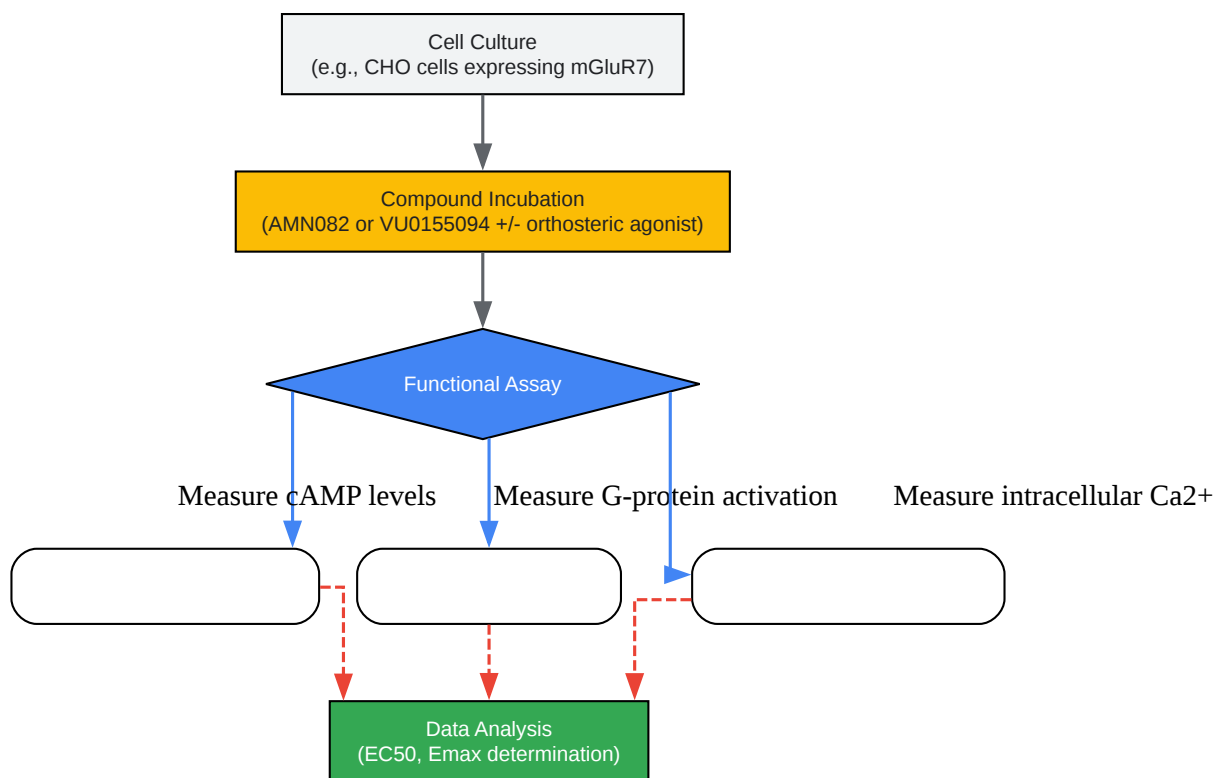 Cell Culture
(e.g., CHO cells expressing mGluR7)
Compound Incubation
(AMN082 or VU0155094 +/- orthosteric agonist)
Functional Assay
Measure cAMP levels
Measure G-protein activation
Measure intracellular Ca2+
Data Analysis
(EC50, Emax determination)